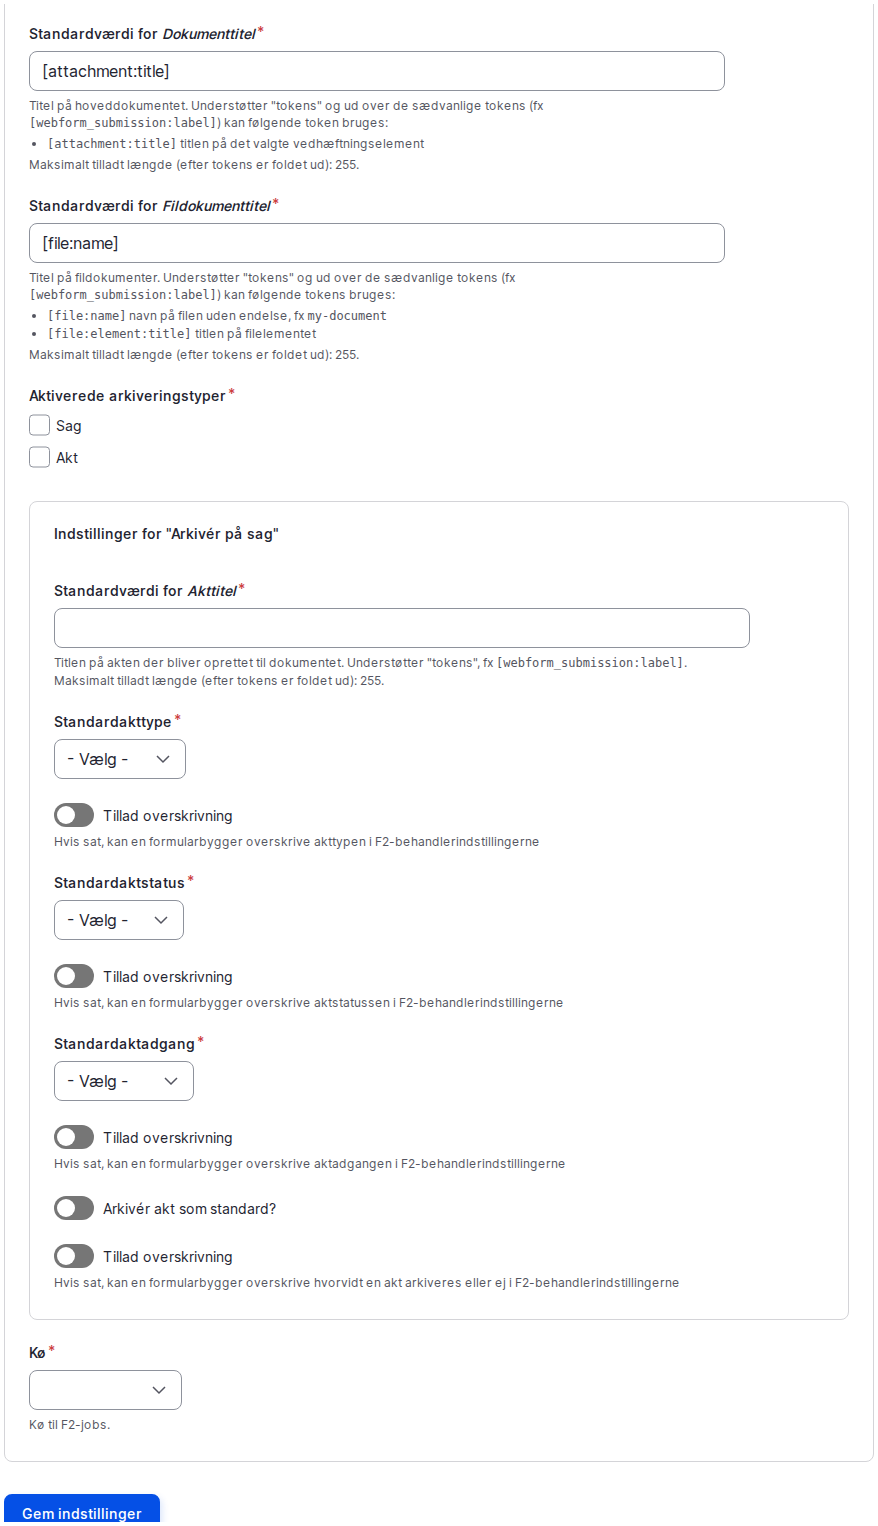 Standardværdi for Dokumenttitel*
[attachment:title]
Titel på hoveddokumentet. Understøtter "tokens" og ud over de sædvanlige tokens (fx
[webform_submission:label]) kan følgende token bruges:
• [attachment:title] titlen på det valgte vedhæftningselement
Maksimalt tilladt længde (efter tokens er foldet ud): 255.
Standardværdi for Fildokumenttitel*
[file:name]
Titel på fildokumenter. Understøtter "tokens" og ud over de sædvanlige tokens (fx
[webform_submission:label]) kan følgende tokens bruges:
• [file:name] navn på filen uden endelse, fx my-document
• [file:element:title] titlen på filelementet
Maksimalt tilladt længde (efter tokens er foldet ud): 255.
Aktiverede arkiveringstyper*
Sag
Akt
Indstillinger for "Arkivér på sag"
Standardværdi for Akttitel*
Titlen på akten der bliver oprettet til dokumentet. Understøtter "tokens", fx [webform_submission:label].
Maksimalt tilladt længde (efter tokens er foldet ud): 255.
Standardakttype*
- Vælg -
Tillad overskrivning
Hvis sat, kan en formularbygger overskrive akttypen i F2-behandlerindstillingerne
Standardaktstatus*
- Vælg -
Tillad overskrivning
Hvis sat, kan en formularbygger overskrive aktstatussen i F2-behandlerindstillingerne
Standardaktadgang*
- Vælg -
Tillad overskrivning
Hvis sat, kan en formularbygger overskrive aktadgangen i F2-behandlerindstillingerne
Arkivér akt som standard?
Tillad overskrivning
Hvis sat, kan en formularbygger overskrive hvorvidt en akt arkiveres eller ej i F2-behandlerindstillingerne
Kø*
Kø til F2-jobs.
Gem indstillinger